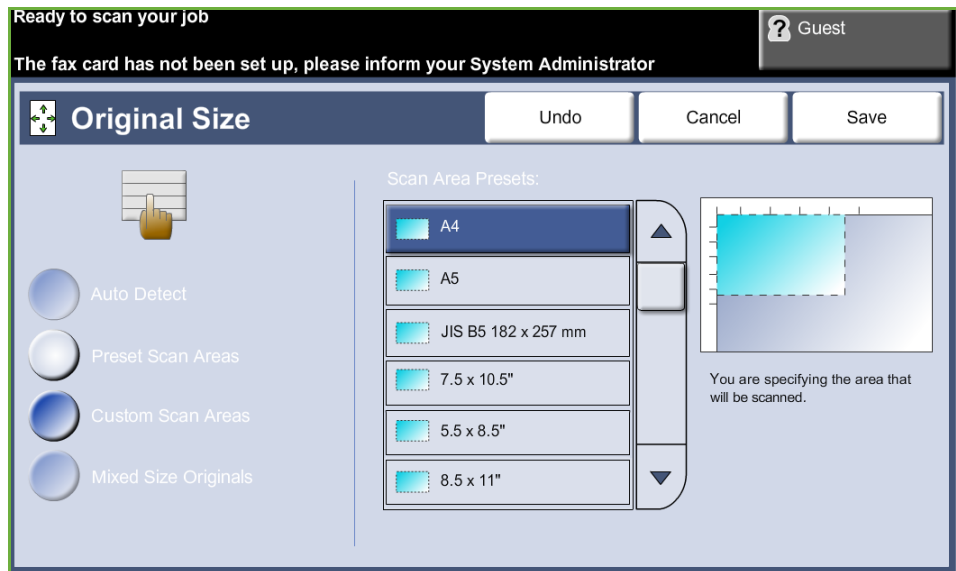 Ready to scan your job
The fax card has not been set up, please inform your System Administrator
? Guest
Original Size
Undo
Cancel
Save
Scan Area Presets:
A4
A5
JIS B5 182 x 257 mm
7.5 x 10.5"
5.5 x 8.5"
8.5 x 11"
Auto Detect
Preset Scan Areas
Custom Scan Areas
Mixed Size Originals
You are specifying the area that
will be scanned.